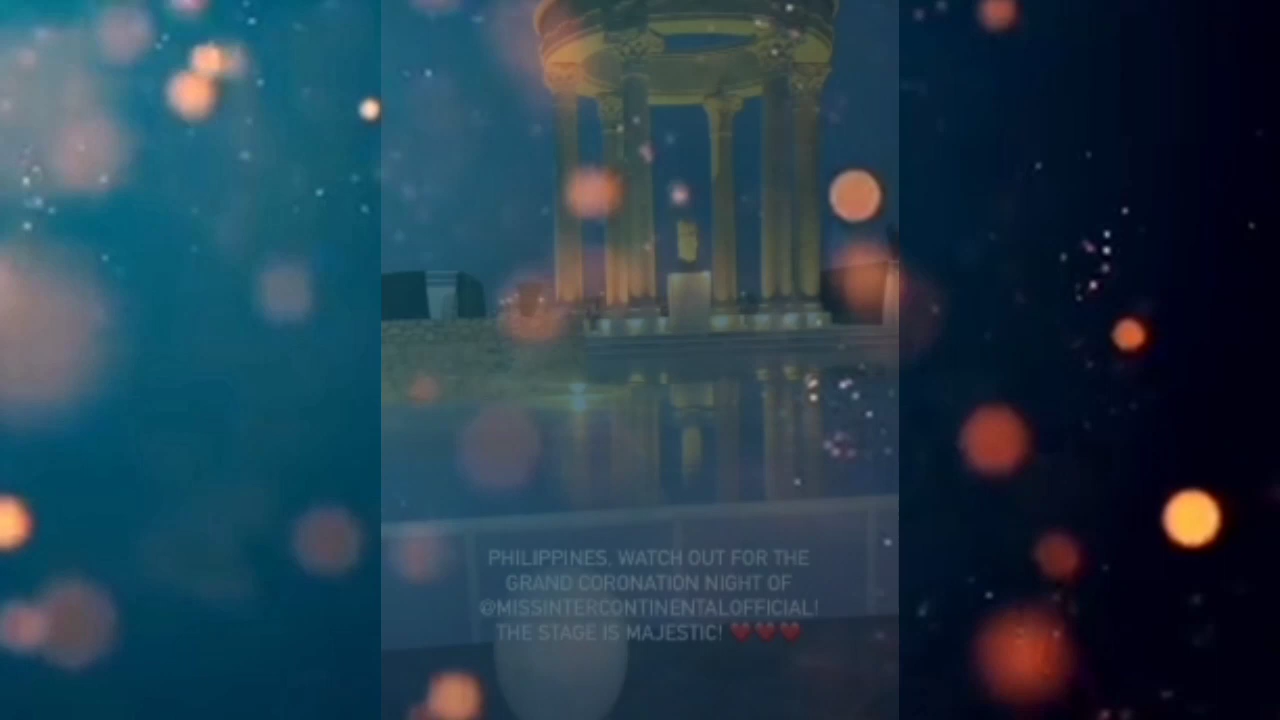 PHILIPPINES, WATCH OUT FOR THE
GRAND CORONATION NIGHT OF
@MISSINTERCONTINENTALOFFICIAL!
THE STAGE IS MAJESTIC! ❤️❤️❤️